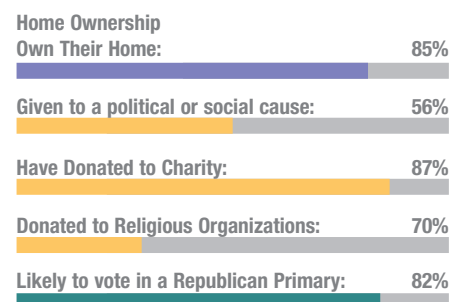 Home Ownership
Own Their Home: 85%
Given to a political or social cause: 56%
Have Donated to Charity: 87%
Donated to Religious Organizations: 70%
Likely to vote in a Republican Primary: 82%